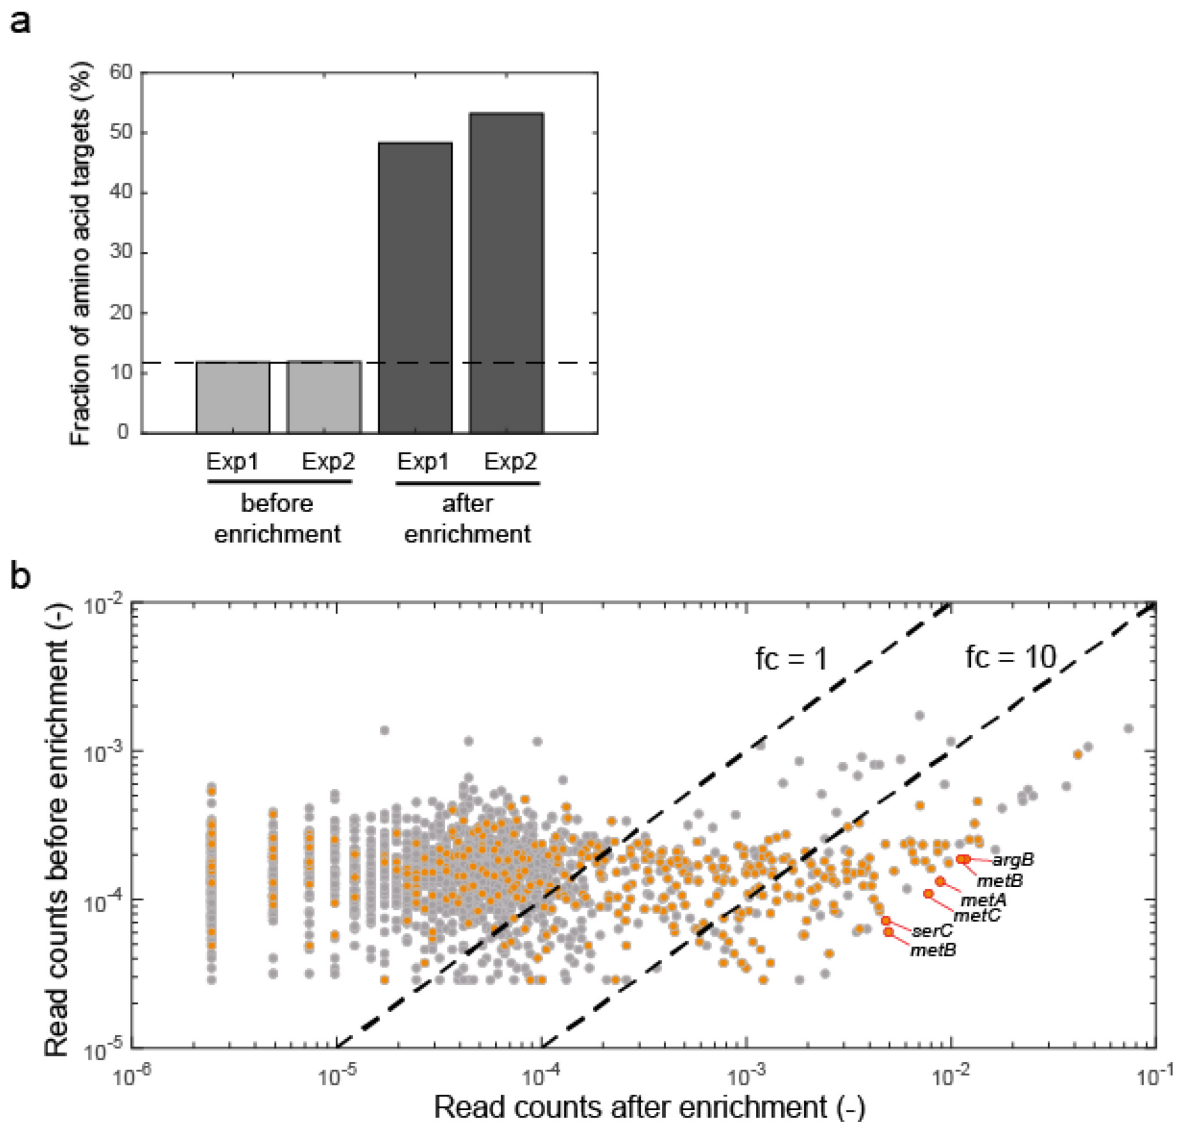 a
Fraction of amino acid targets (%)
60
50
40
30
20
10
0
Exp1 Exp2 Exp1 Exp2
before enrichment
after enrichment
b
Read counts before enrichment (-)
10-2
10-3
10-4
10-5
fc = 1
fc = 10
argB
metB
metA
metC
serC
metB
10-6 10-5 10-4 10-3 10-2 10-1
Read counts after enrichment (-)